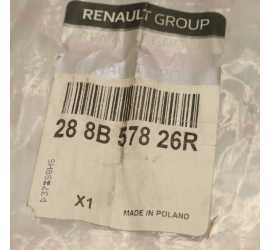 RENAULT GROUP
28 8B 578 26R
X1
MADE IN POLAND